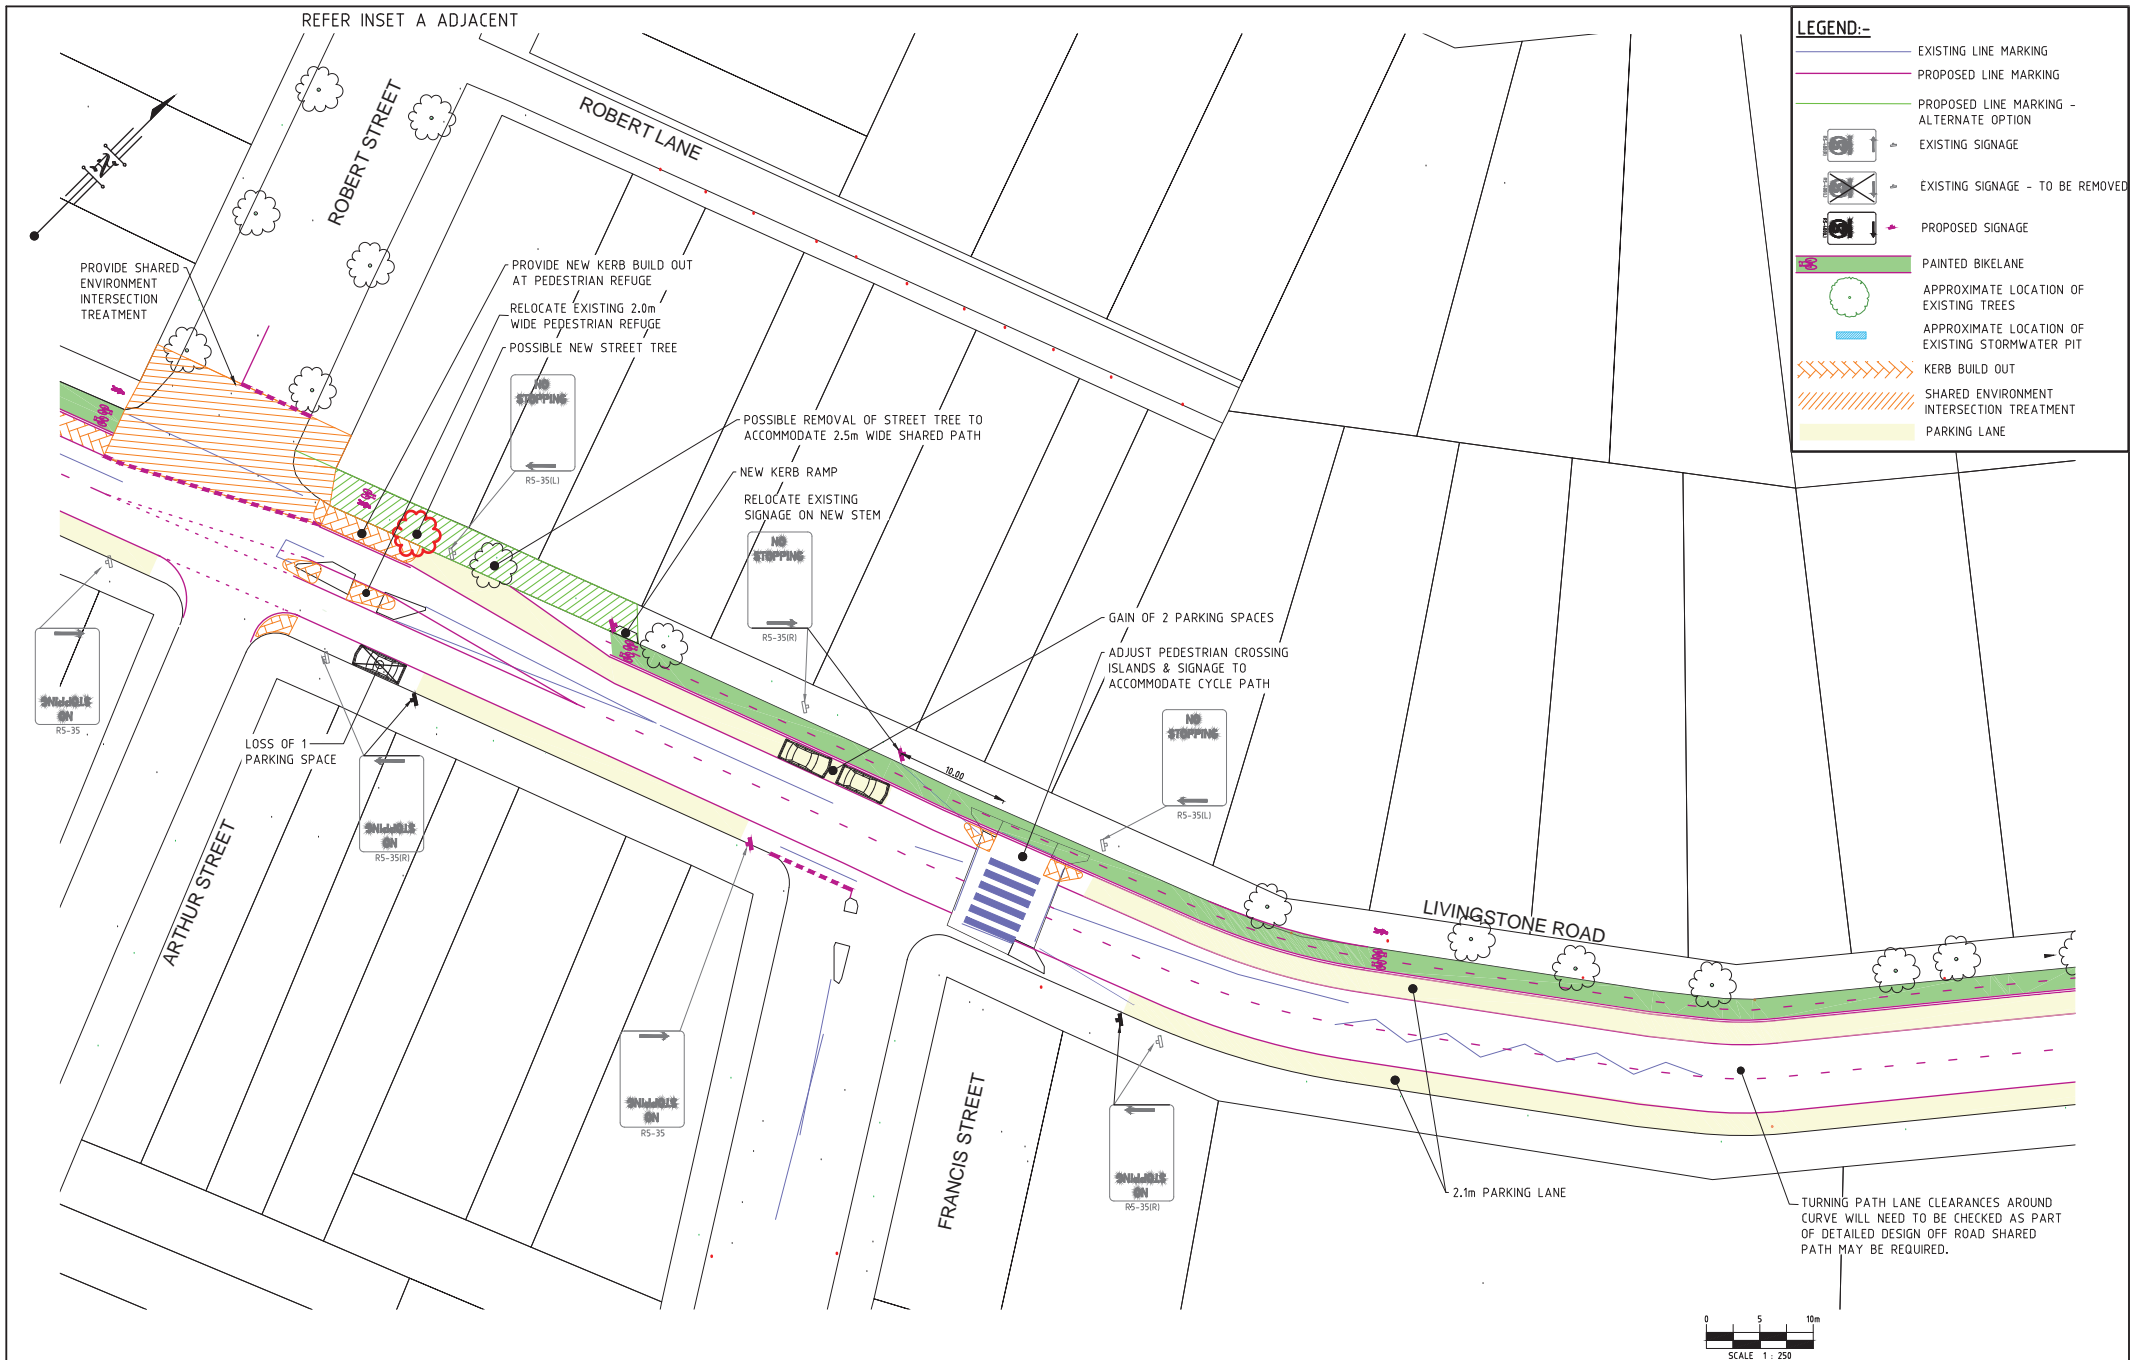 REFER INSET A ADJACENT
LEGEND:-
EXISTING LINE MARKING
PROPOSED LINE MARKING
PROPOSED LINE MARKING -
ALTERNATE OPTION
EXISTING SIGNAGE
EXISTING SIGNAGE - TO BE REMOVED
PROPOSED SIGNAGE
PAINTED BIKELANE
APPROXIMATE LOCATION OF
EXISTING TREES
APPROXIMATE LOCATION OF
EXISTING STORMWATER PIT
KERB BUILD OUT
SHARED ENVIRONMENT
INTERSECTION TREATMENT
PARKING LANE
N
ROBERT STREET
ROBERT LANE
PROVIDE SHARED
ENVIRONMENT
INTERSECTION
TREATMENT
PROVIDE NEW KERB BUILD OUT
AT PEDESTRIAN REFUGE
RELOCATE EXISTING 2.0m
WIDE PEDESTRIAN REFUGE
POSSIBLE NEW STREET TREE
NO
STOPPING
R5-35(L)
POSSIBLE REMOVAL OF STREET TREE TO
ACCOMMODATE 2.5m WIDE SHARED PATH
NEW KERB RAMP
RELOCATE EXISTING
SIGNAGE ON NEW STEM
NO
STOPPING
R5-35(R)
GAIN OF 2 PARKING SPACES
ADJUST PEDESTRIAN CROSSING
ISLANDS & SIGNAGE TO
ACCOMMODATE CYCLE PATH
NO
STOPPING
R5-35(L)
10.00
NO
STOPPING
R5-35
LOSS OF 1
PARKING SPACE
NO
STOPPING
R5-35(R)
ARTHUR STREET
LIVINGSTONE ROAD
NO
STOPPING
R5-35
FRANCIS STREET
NO
STOPPING
R5-35(R)
2.1m PARKING LANE
TURNING PATH LANE CLEARANCES AROUND
CURVE WILL NEED TO BE CHECKED AS PART
OF DETAILED DESIGN OFF ROAD SHARED
PATH MAY BE REQUIRED.
0 5 10m
SCALE 1 : 250